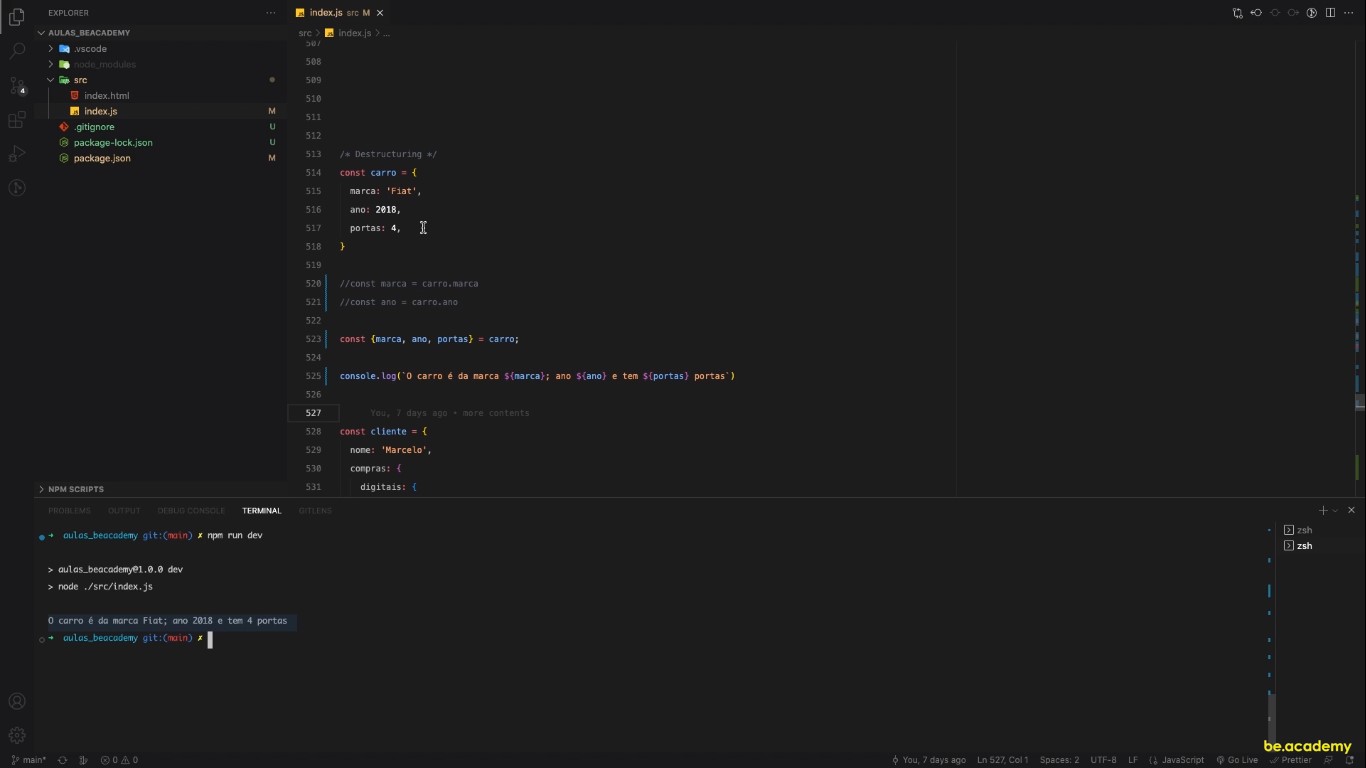 EXPLORER
index.js src M
AULAS_BEACADEMY
src > index.js > ...
.vscode
node_modules
src
index.html
index.js M
.gitignore U
package-lock.json U
package.json M
4
507
508
509
510
511
512
513 /* Destructuring */
514 const carro = {
515 marca: 'Fiat',
516 ano: 2018,
517 portas: 4,
518 }
519
520 //const marca = carro.marca
521 //const ano = carro.ano
522
523 const {marca, ano, portas} = carro;
524
525 console.log(`O carro é da marca ${marca}; ano ${ano} e tem ${portas} portas`)
526
527 You, 7 days ago • more contents
528 const cliente = {
529 nome: 'Marcelo',
530 compras: {
531 digitais: {
NPM SCRIPTS
PROBLEMS OUTPUT DEBUG CONSOLE TERMINAL GITLENS
→ aulas_beacademy git:(main) ✗ npm run dev
> aulas_beacademy@1.0.0 dev
> node ./src/index.js
O carro é da marca Fiat; ano 2018 e tem 4 portas
→ aulas_beacademy git:(main) ✗
zsh
zsh
be.academy
main* 0 0 You, 7 days ago Ln 527, Col 1 Spaces: 2 UTF-8 LF JavaScript Go Live Prettier